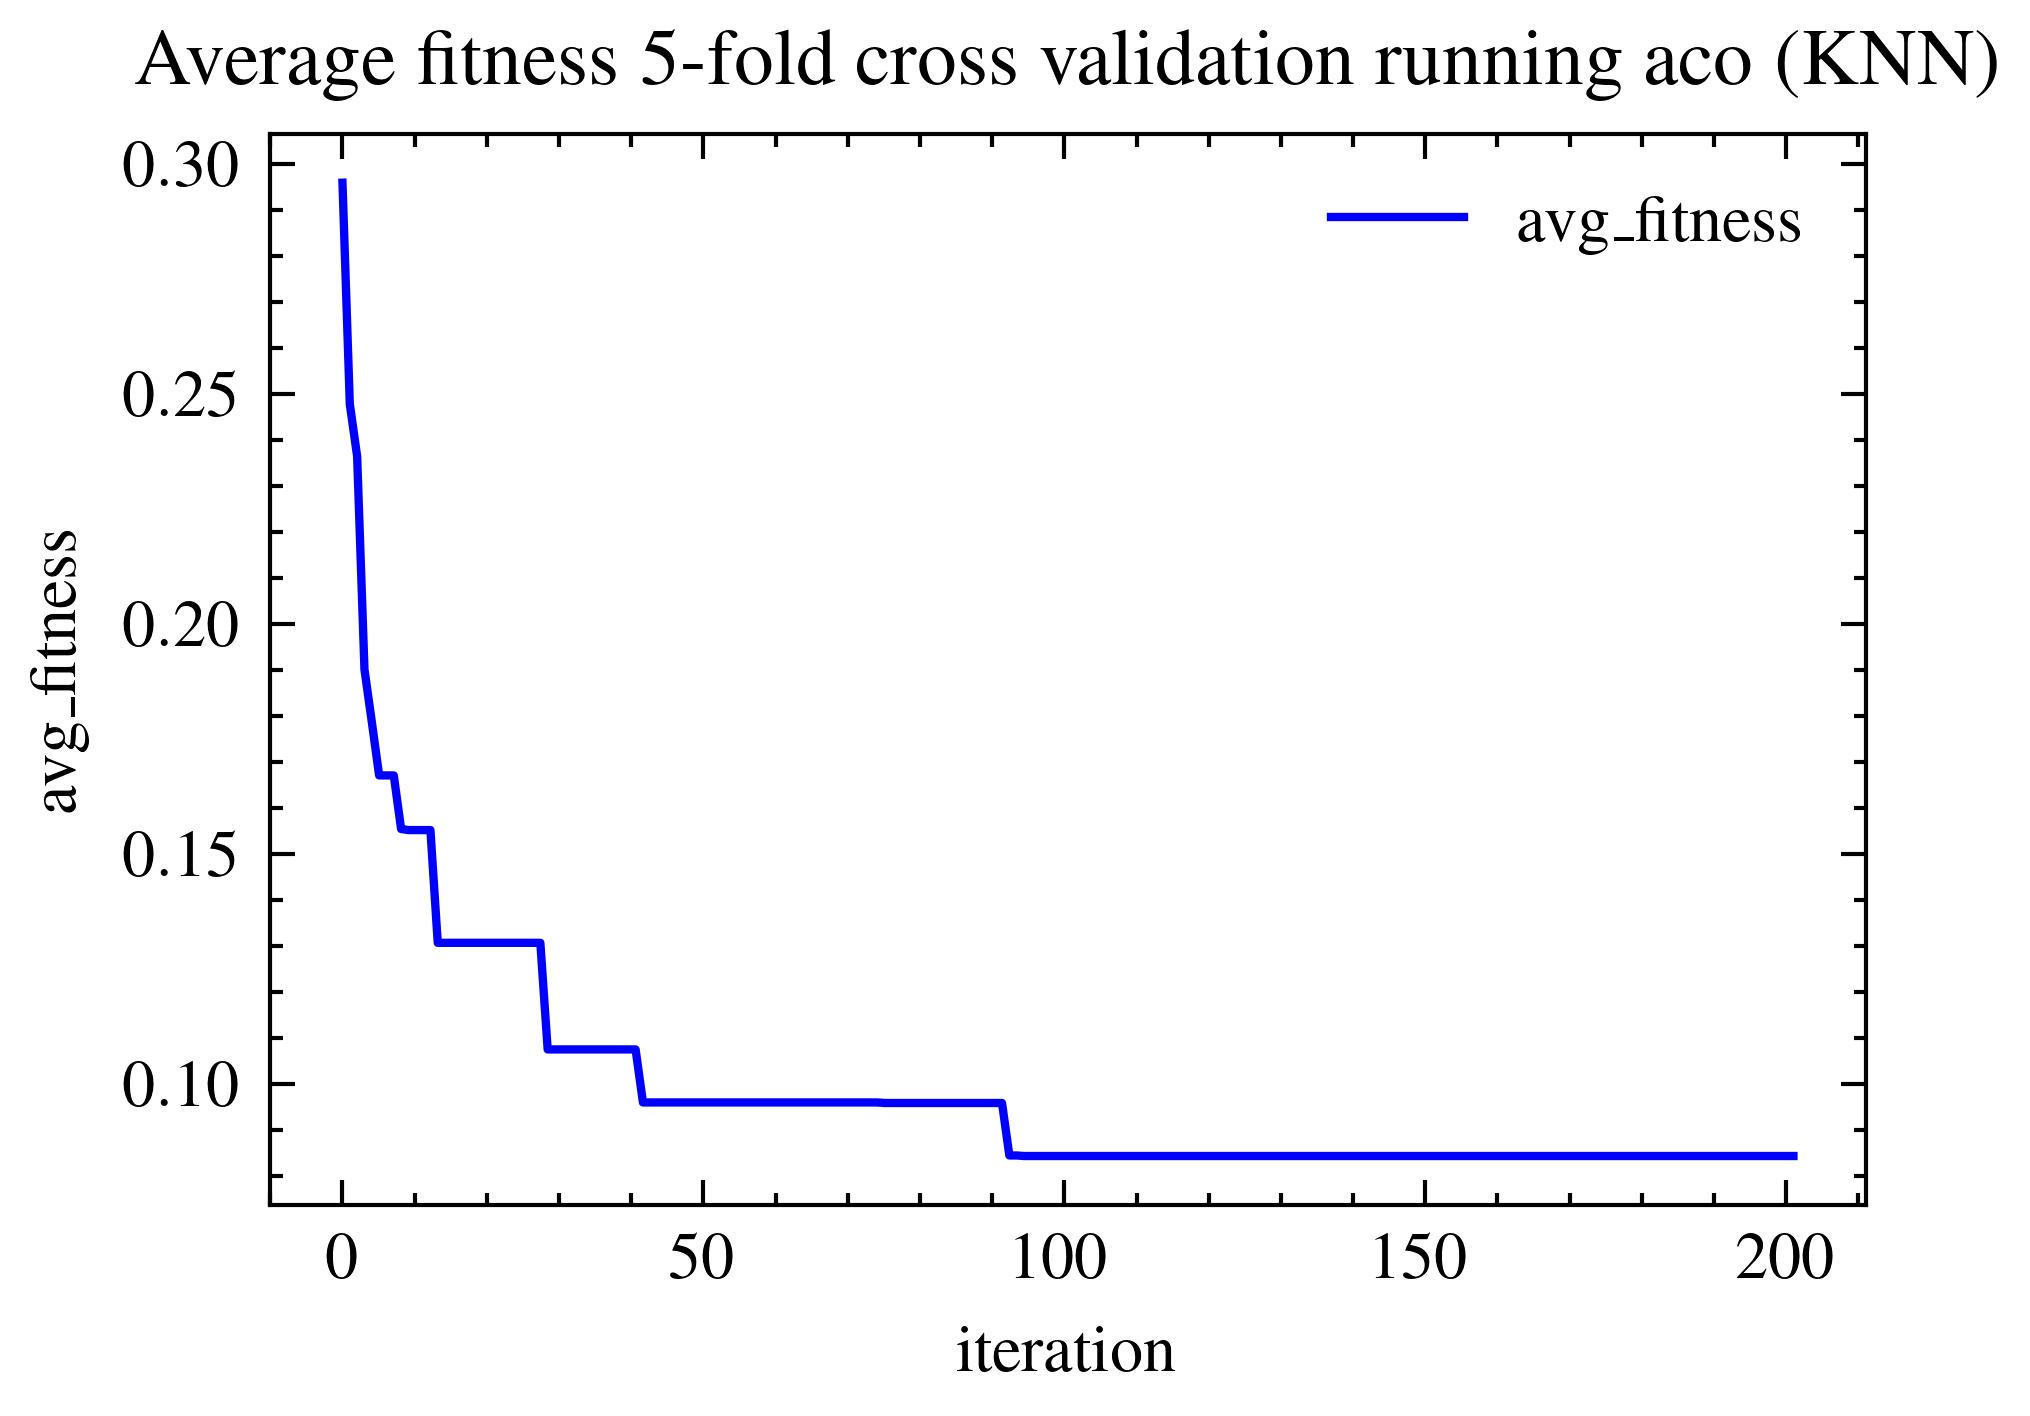 Average fitness 5-fold cross validation running aco (KNN)
avg_fitness
0.30
0.25
0.20
0.15
0.10
avg_fitness
0 50 100 150 200
iteration